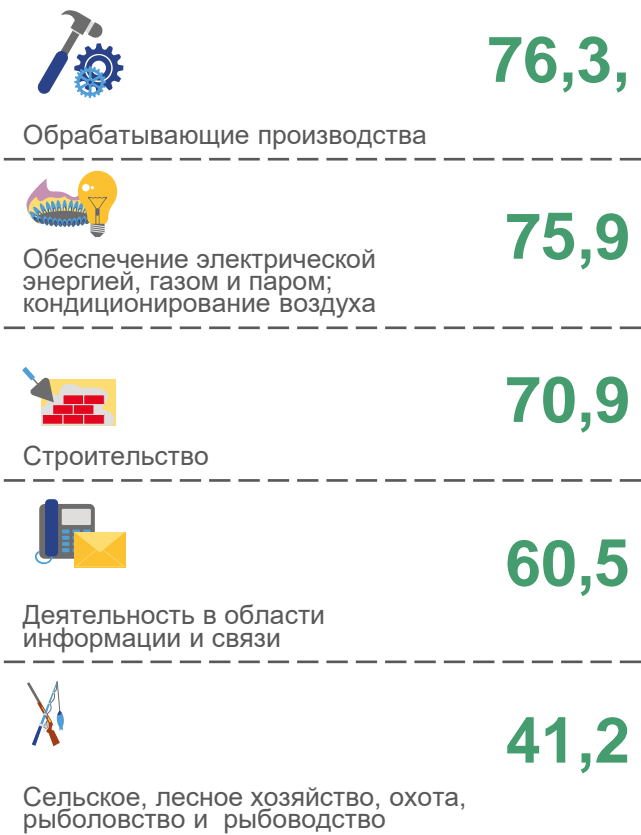 76,3,
Обрабатывающие производства
75,9
Обеспечение электрической
энергией, газом и паром;
кондиционирование воздуха
70,9
Строительство
60,5
Деятельность в области
информации и связи
41,2
Сельское, лесное хозяйство, охота,
рыболовство и  рыбоводство